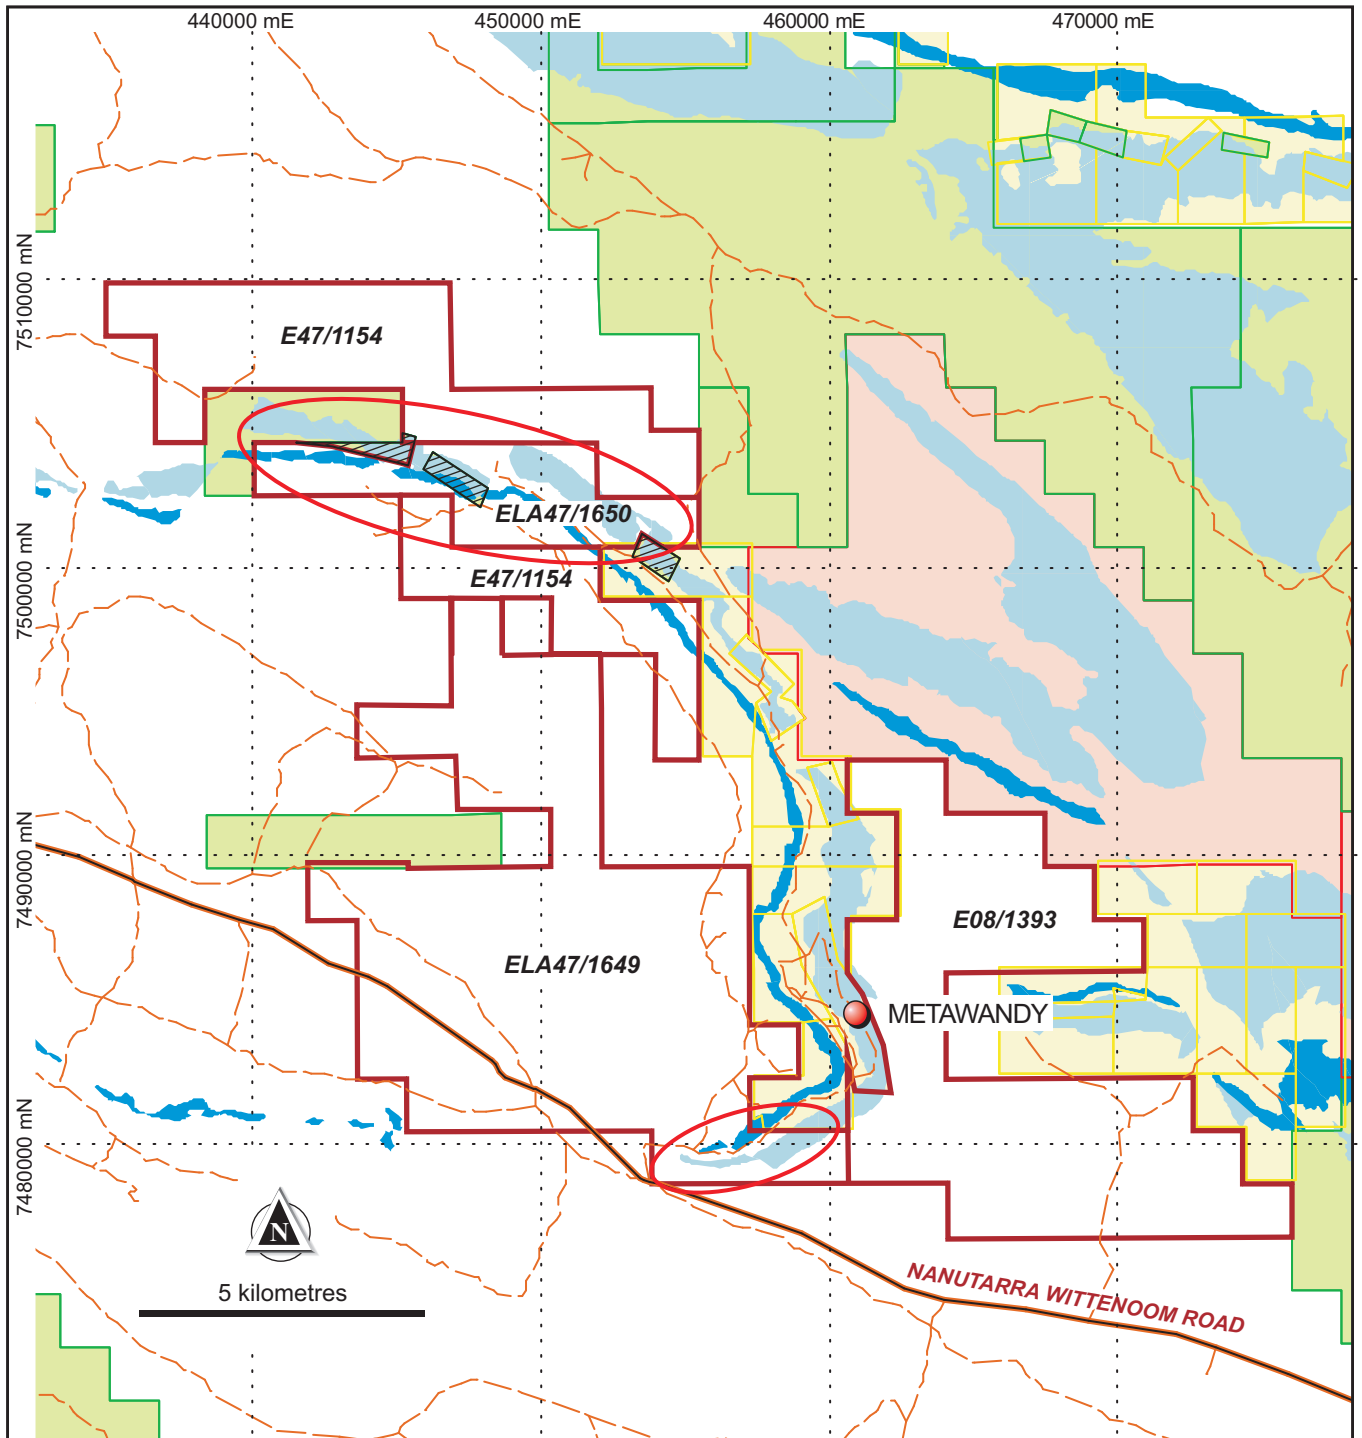 440000 mE
450000 mE
460000 mE
470000 mE
7510000 mN
E47/1154
ELA47/1650
7500000 mN
E47/1154
7490000 mN
E08/1393
ELA47/1649
METAWANDY
7480000 mN
N
5 kilometres
NANUTARRA WITTENOOM ROAD